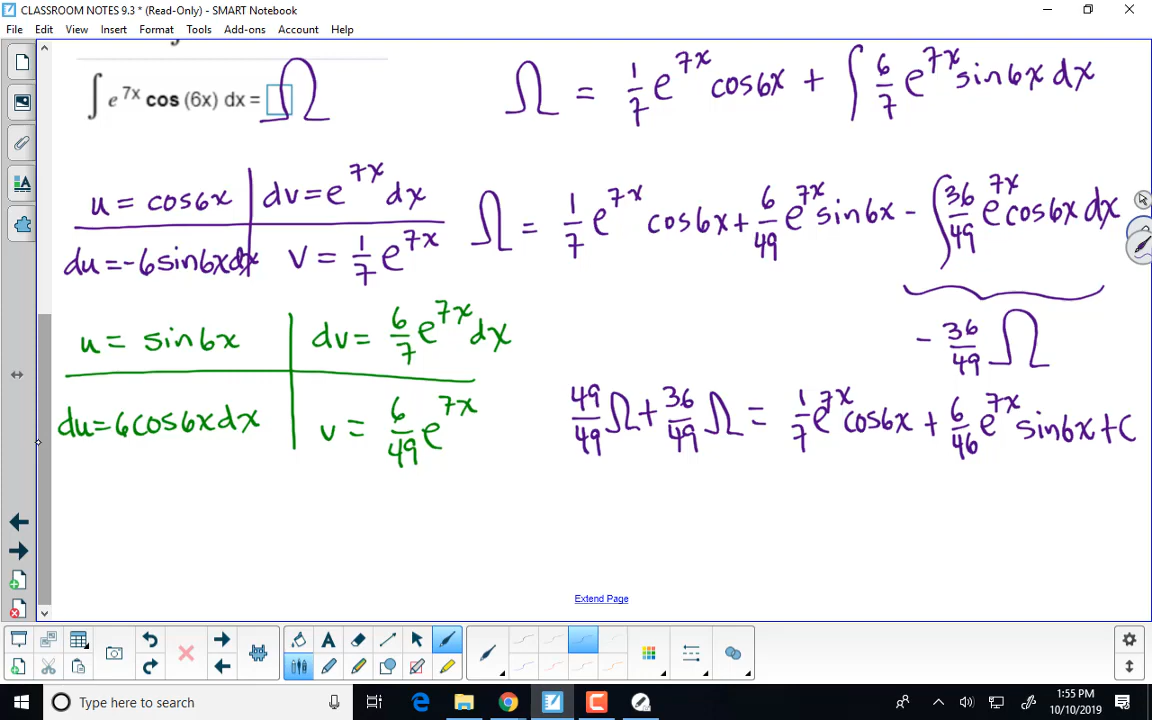 CLASSROOM NOTES 9.3 * (Read-Only) - SMART Notebook
File Edit View Insert Format Tools Add-ons Account Help
∫ e^7x cos (6x) dx = Ω
Ω = 1/7 e^7x cos6x + ∫ 6/7 e^7x sin6x dx
u = cos6x | dv = e^7x dx
du = -6sin6xdx | v = 1/7 e^7x
Ω = 1/7 e^7x cos6x + 6/49 e^7x sin6x - ∫ 36/49 e^7x cos6x dx
- 36/49 Ω
u = sin6x | dv = 6/7 e^7x dx
du = 6cos6xdx | v = 6/49 e^7x
49/49 Ω + 36/49 Ω = 1/7 e^7x cos6x + 6/46 e^7x sin6x + C
Extend Page
Type here to search
1:55 PM
10/10/2019